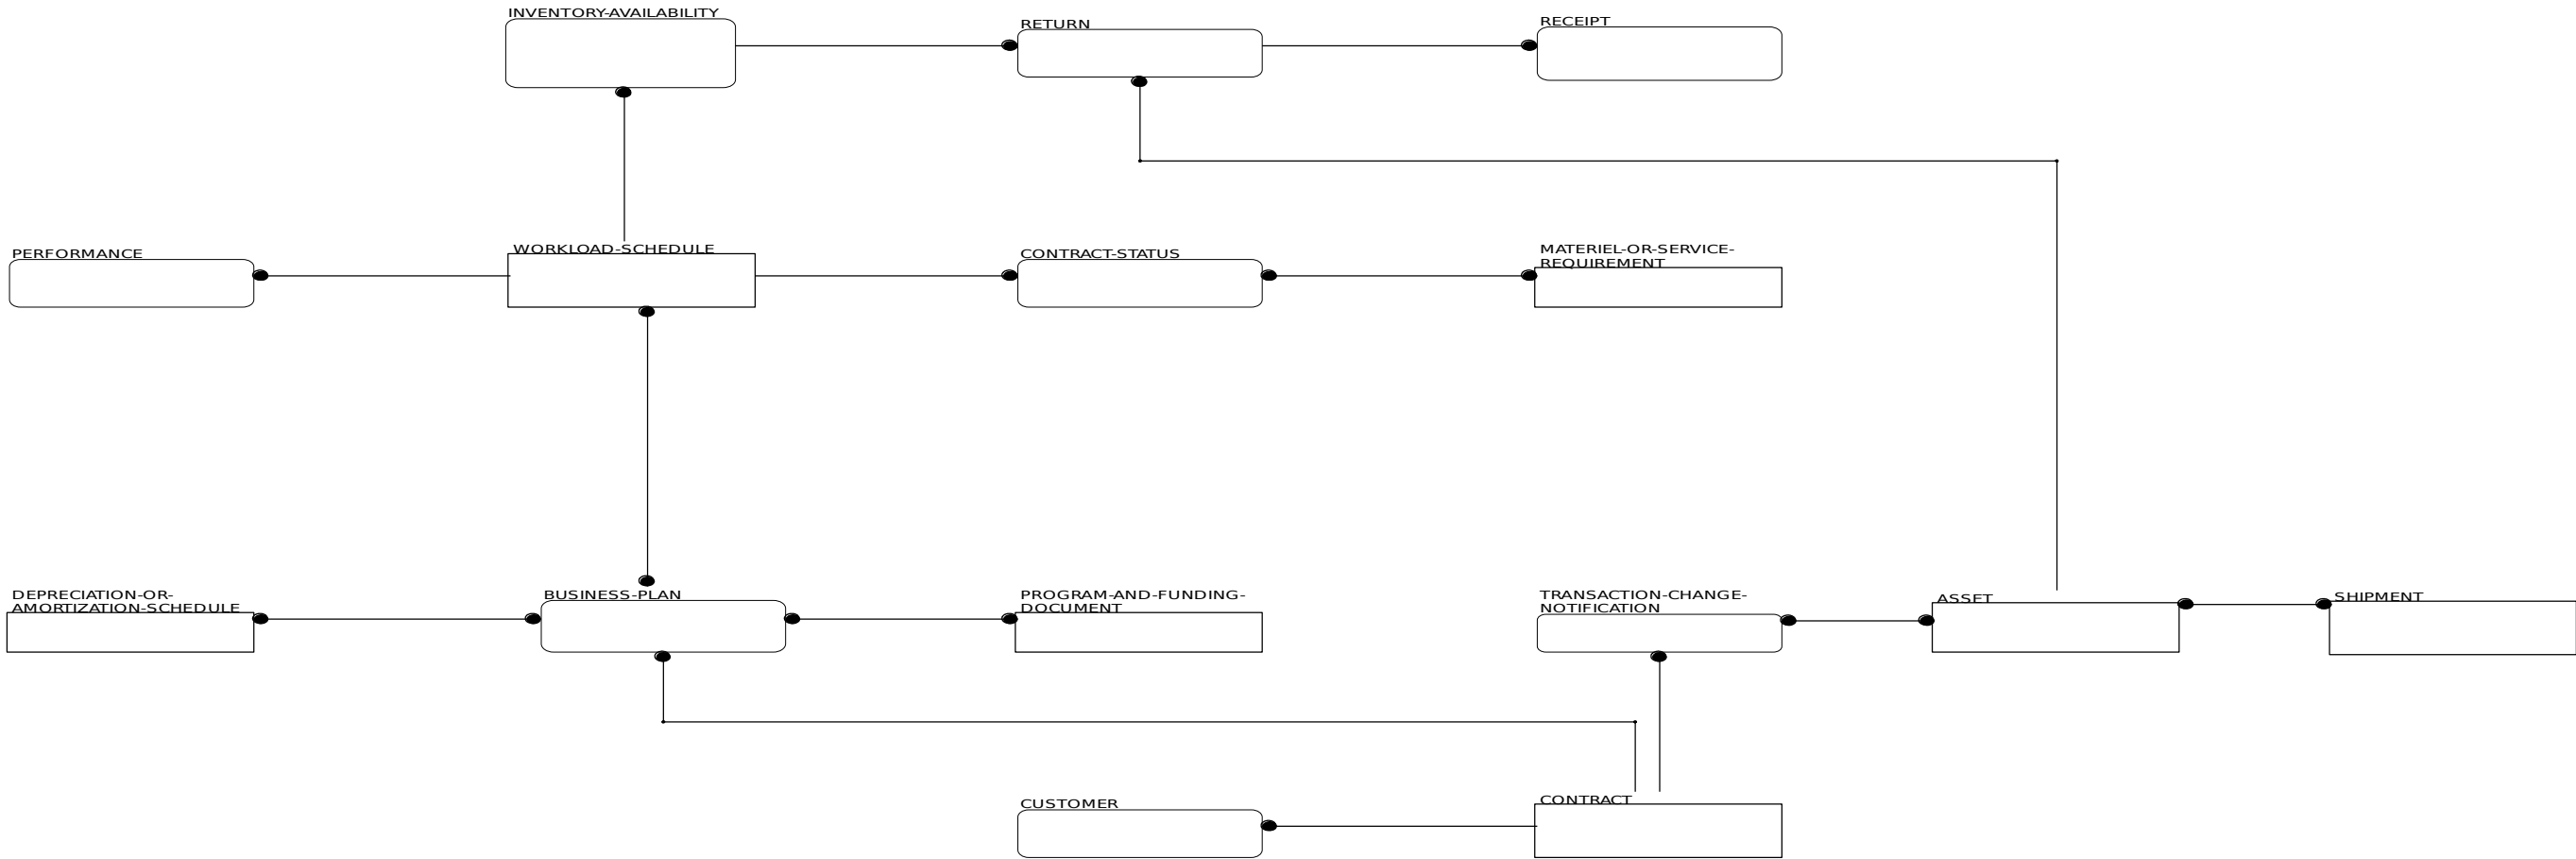 INVENTORY-AVAILABILITY
RETURN
RECEIPT
PERFORMANCE
WORKLOAD-SCHEDULE
CONTRACT-STATUS
MATERIEL-OR-SERVICE-
REQUIREMENT
DEPRECIATION-OR-
AMORTIZATION-SCHEDULE
BUSINESS-PLAN
PROGRAM-AND-FUNDING-
DOCUMENT
TRANSACTION-CHANGE-
NOTIFICATION
ASSET
SHIPMENT
CUSTOMER
CONTRACT